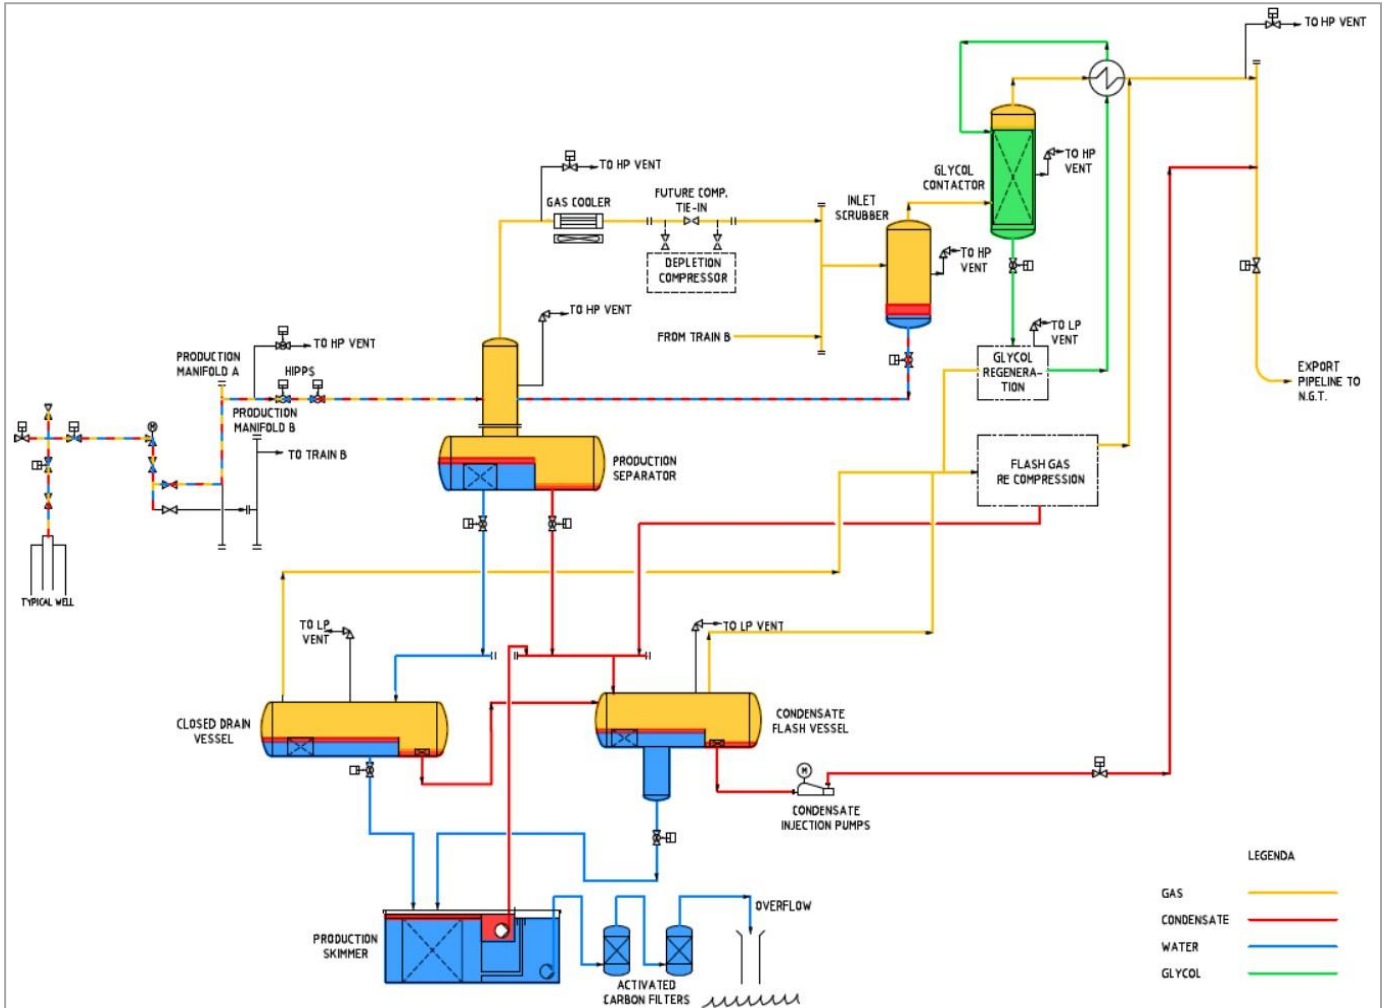 TO HP VENT
TO HP
VENT
GLYCOL
CONTACTOR
TO HP VENT
FUTURE COMP.
TIE-IN
GAS COOLER
INLET
SCRUBBER
TO HP
VENT
DEPLETION
COMPRESSOR
TO HP VENT
FROM TRAIN B
TO LP
VENT
TO HP VENT
PRODUCTION
MANIFOLD A
HIPPS
GLYCOL
REGENERA-
TION
EXPORT
PIPELINE TO
N.G.T.
PRODUCTION
MANIFOLD B
M
TO TRAIN B
PRODUCTION
SEPARATOR
FLASH GAS
RE COMPRESSION
TYPICAL WELL
TO LP
VENT
TO LP VENT
CLOSED DRAIN
VESSEL
CONDENSATE
FLASH VESSEL
M
CONDENSATE
INJECTION PUMPS
LEGENDA
GAS
CONDENSATE
WATER
GLYCOL
OVERFLOW
PRODUCTION
SKIMMER
ACTIVATED
CARBON FILTERS